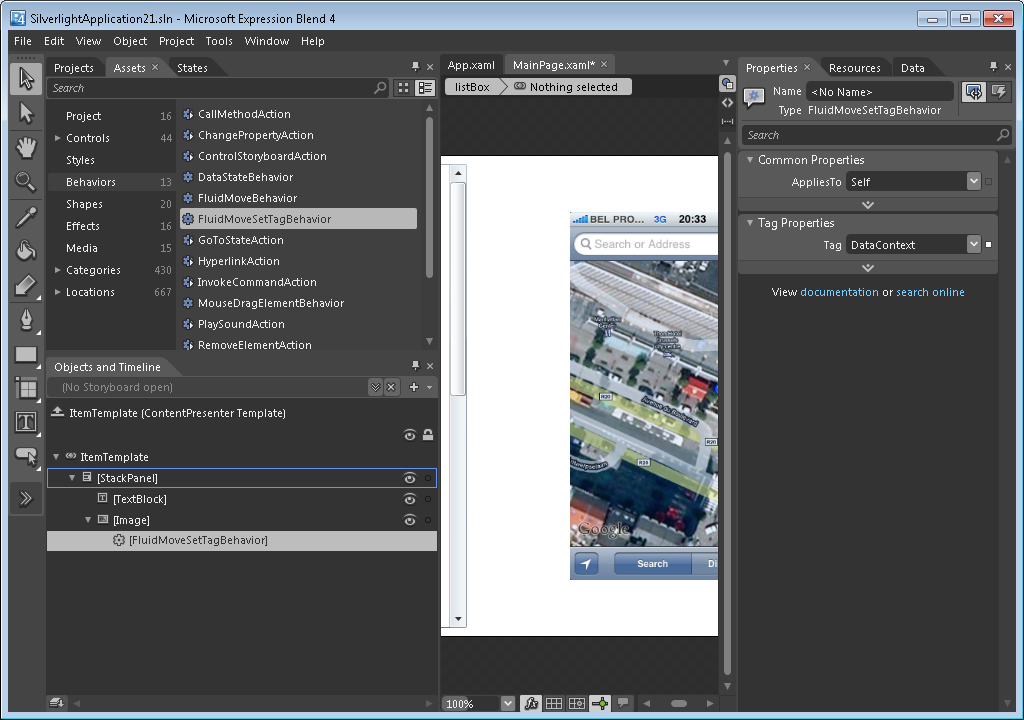 SilverlightApplication21.sln - Microsoft Expression Blend 4
File Edit View Object Project Tools Window Help
Projects Assets States
Search
Project 16
Controls 44
Styles
Behaviors 13
Shapes 20
Effects 16
Media 15
Categories 430
Locations 667
CallMethodAction
ChangePropertyAction
ControlStoryboardAction
DataStateBehavior
FluidMoveBehavior
FluidMoveSetTagBehavior
GoToStateAction
HyperlinkAction
InvokeCommandAction
MouseDragElementBehavior
PlaySoundAction
RemoveElementAction
Objects and Timeline
(No Storyboard open)
ItemTemplate (ContentPresenter Template)
ItemTemplate
[StackPanel]
[TextBlock]
[Image]
[FluidMoveSetTagBehavior]
App.xaml MainPage.xaml*
listBox Nothing selected
BEL PRO... 3G 20:33
Search or Address
R20
R20
R20
Google
Search Di
100%
Properties Resources Data
Name <No Name>
Type FluidMoveSetTagBehavior
Search
Common Properties
AppliesTo Self
Tag Properties
Tag DataContext
View documentation or search online